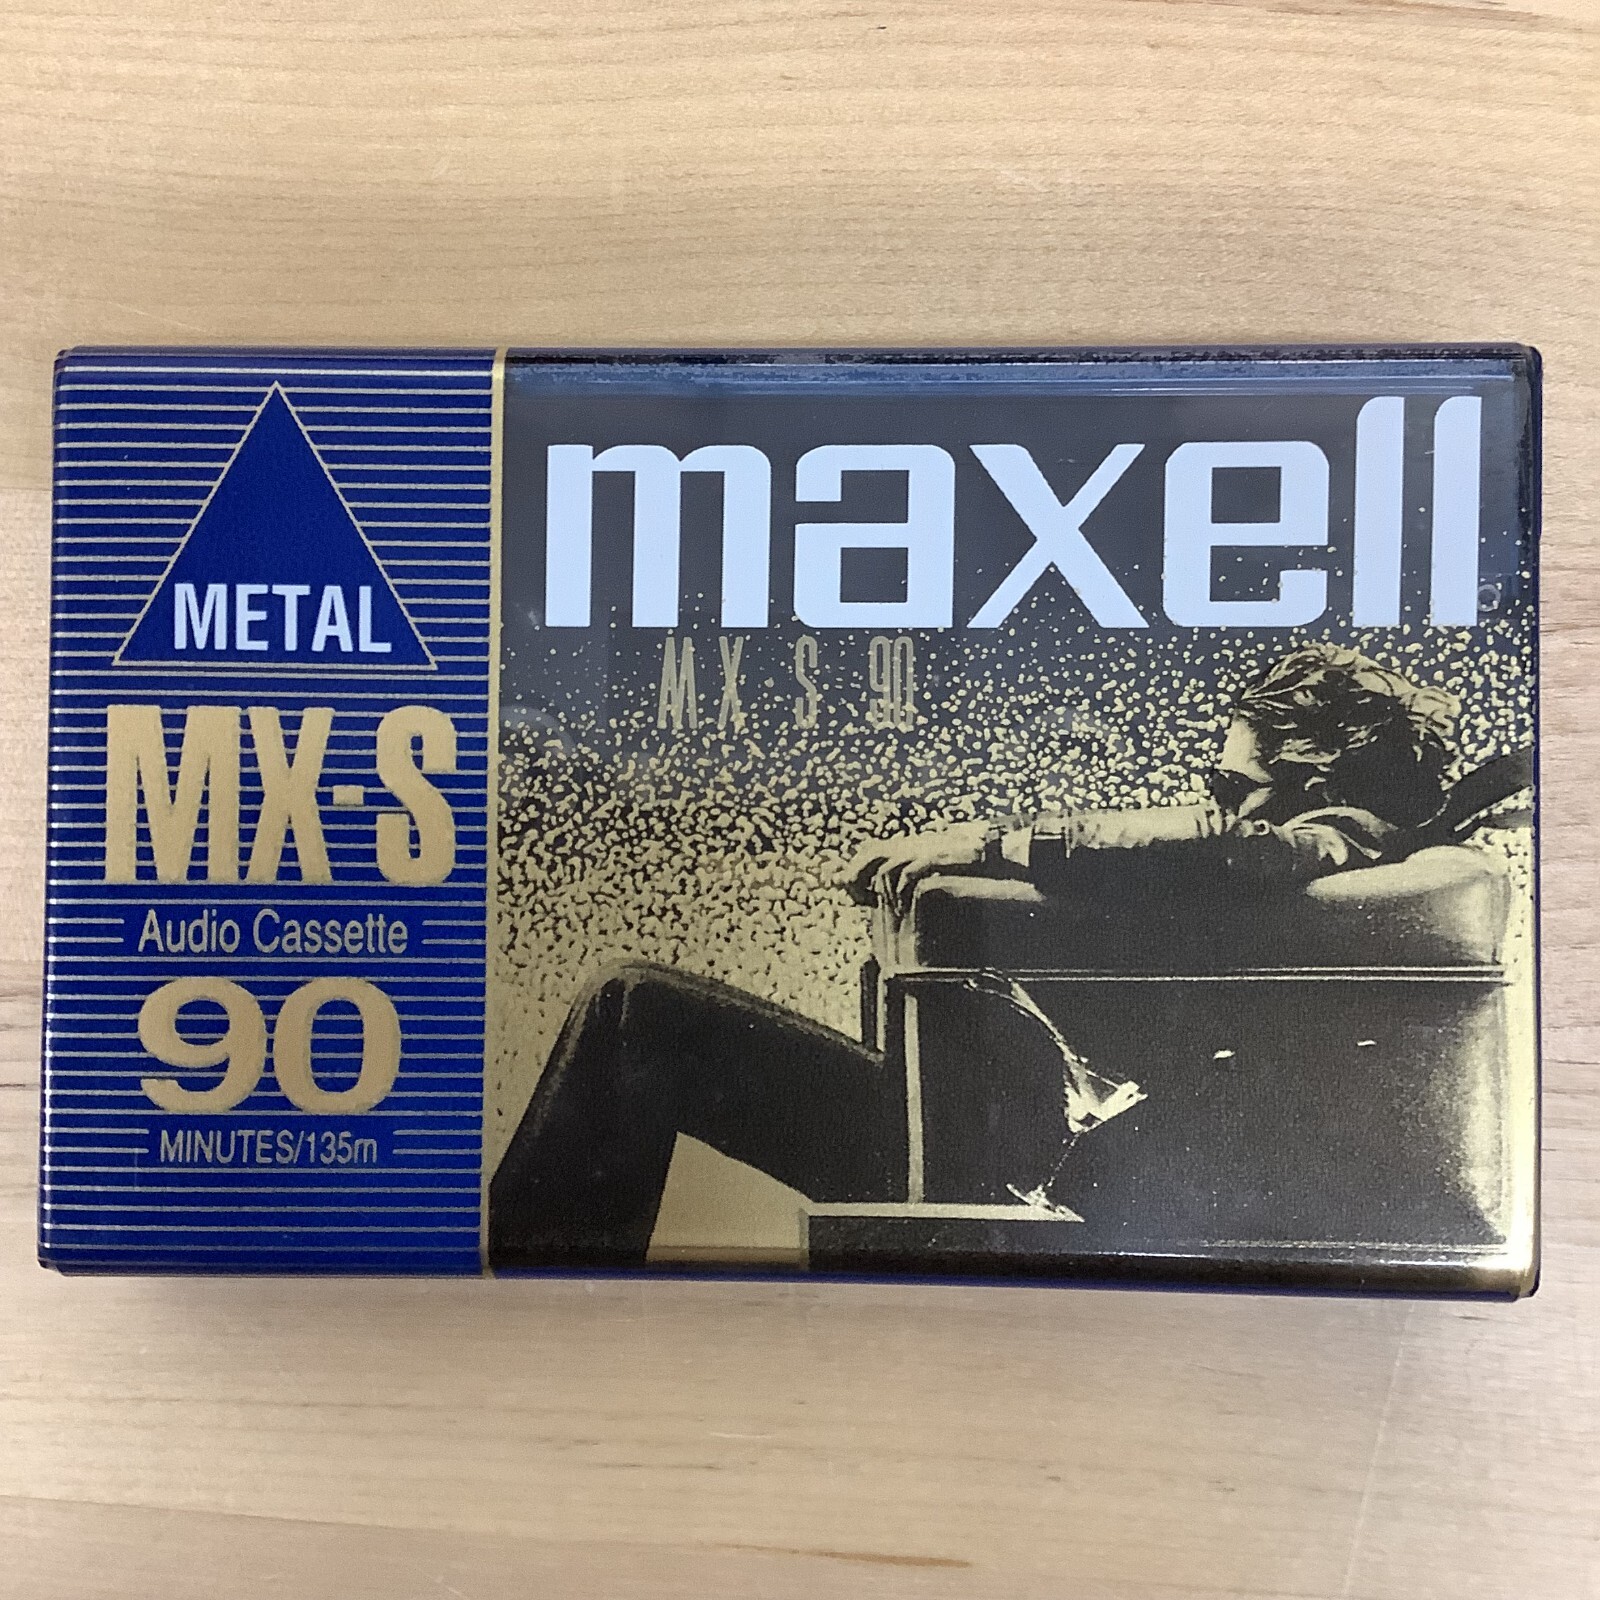 METAL
MX-S
Audio Cassette
90
MINUTES/135m
maxell
MX S 90